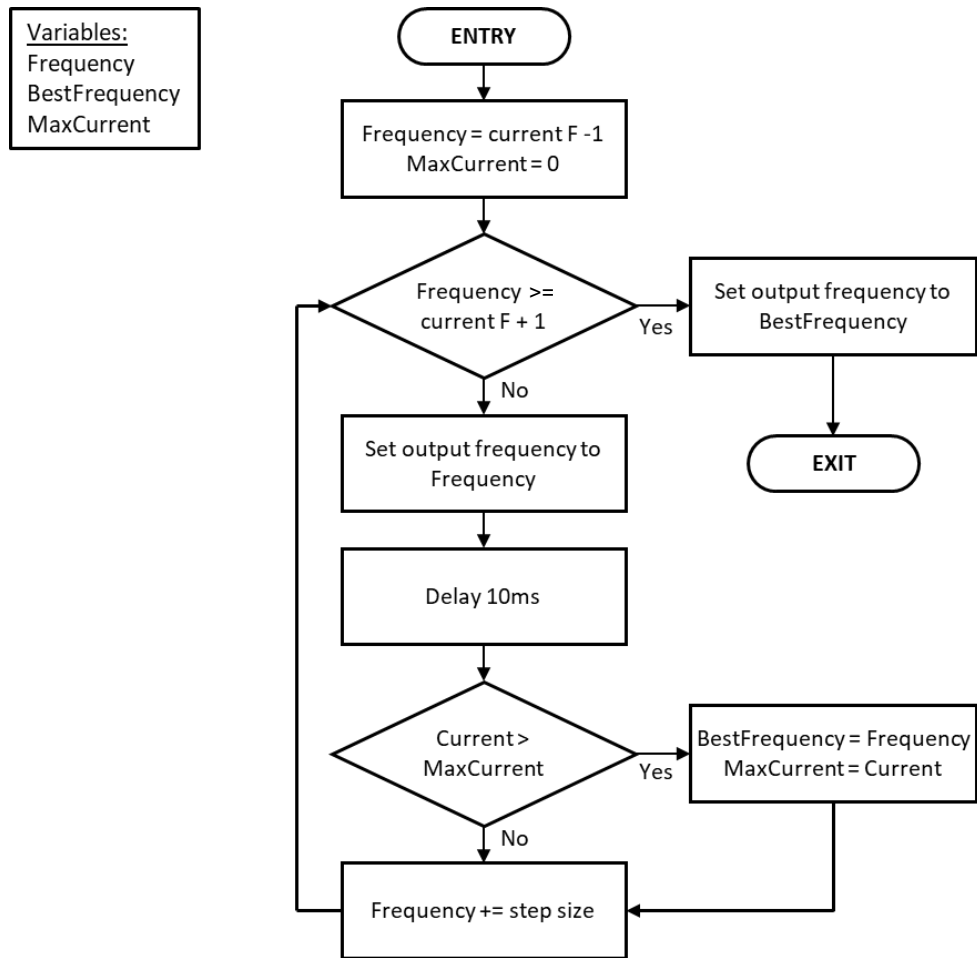 Variables:
Frequency
BestFrequency
MaxCurrent
ENTRY
Frequency = current F -1
MaxCurrent = 0
Frequency >=
current F + 1
Yes
Set output frequency to
BestFrequency
EXIT
No
Set output frequency to
Frequency
Delay 10ms
Current >
MaxCurrent
Yes
BestFrequency = Frequency
MaxCurrent = Current
No
Frequency += step size